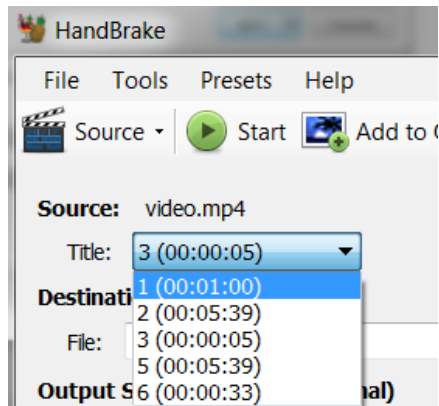 HandBrake
File Tools Presets Help
Source Start Add to
Source: video.mp4
Title: 3 (00:00:05)
1 (00:01:00)
Destinati
2 (00:05:39)
3 (00:00:05)
File:
5 (00:05:39)
Output S 6 (00:00:33) nal)